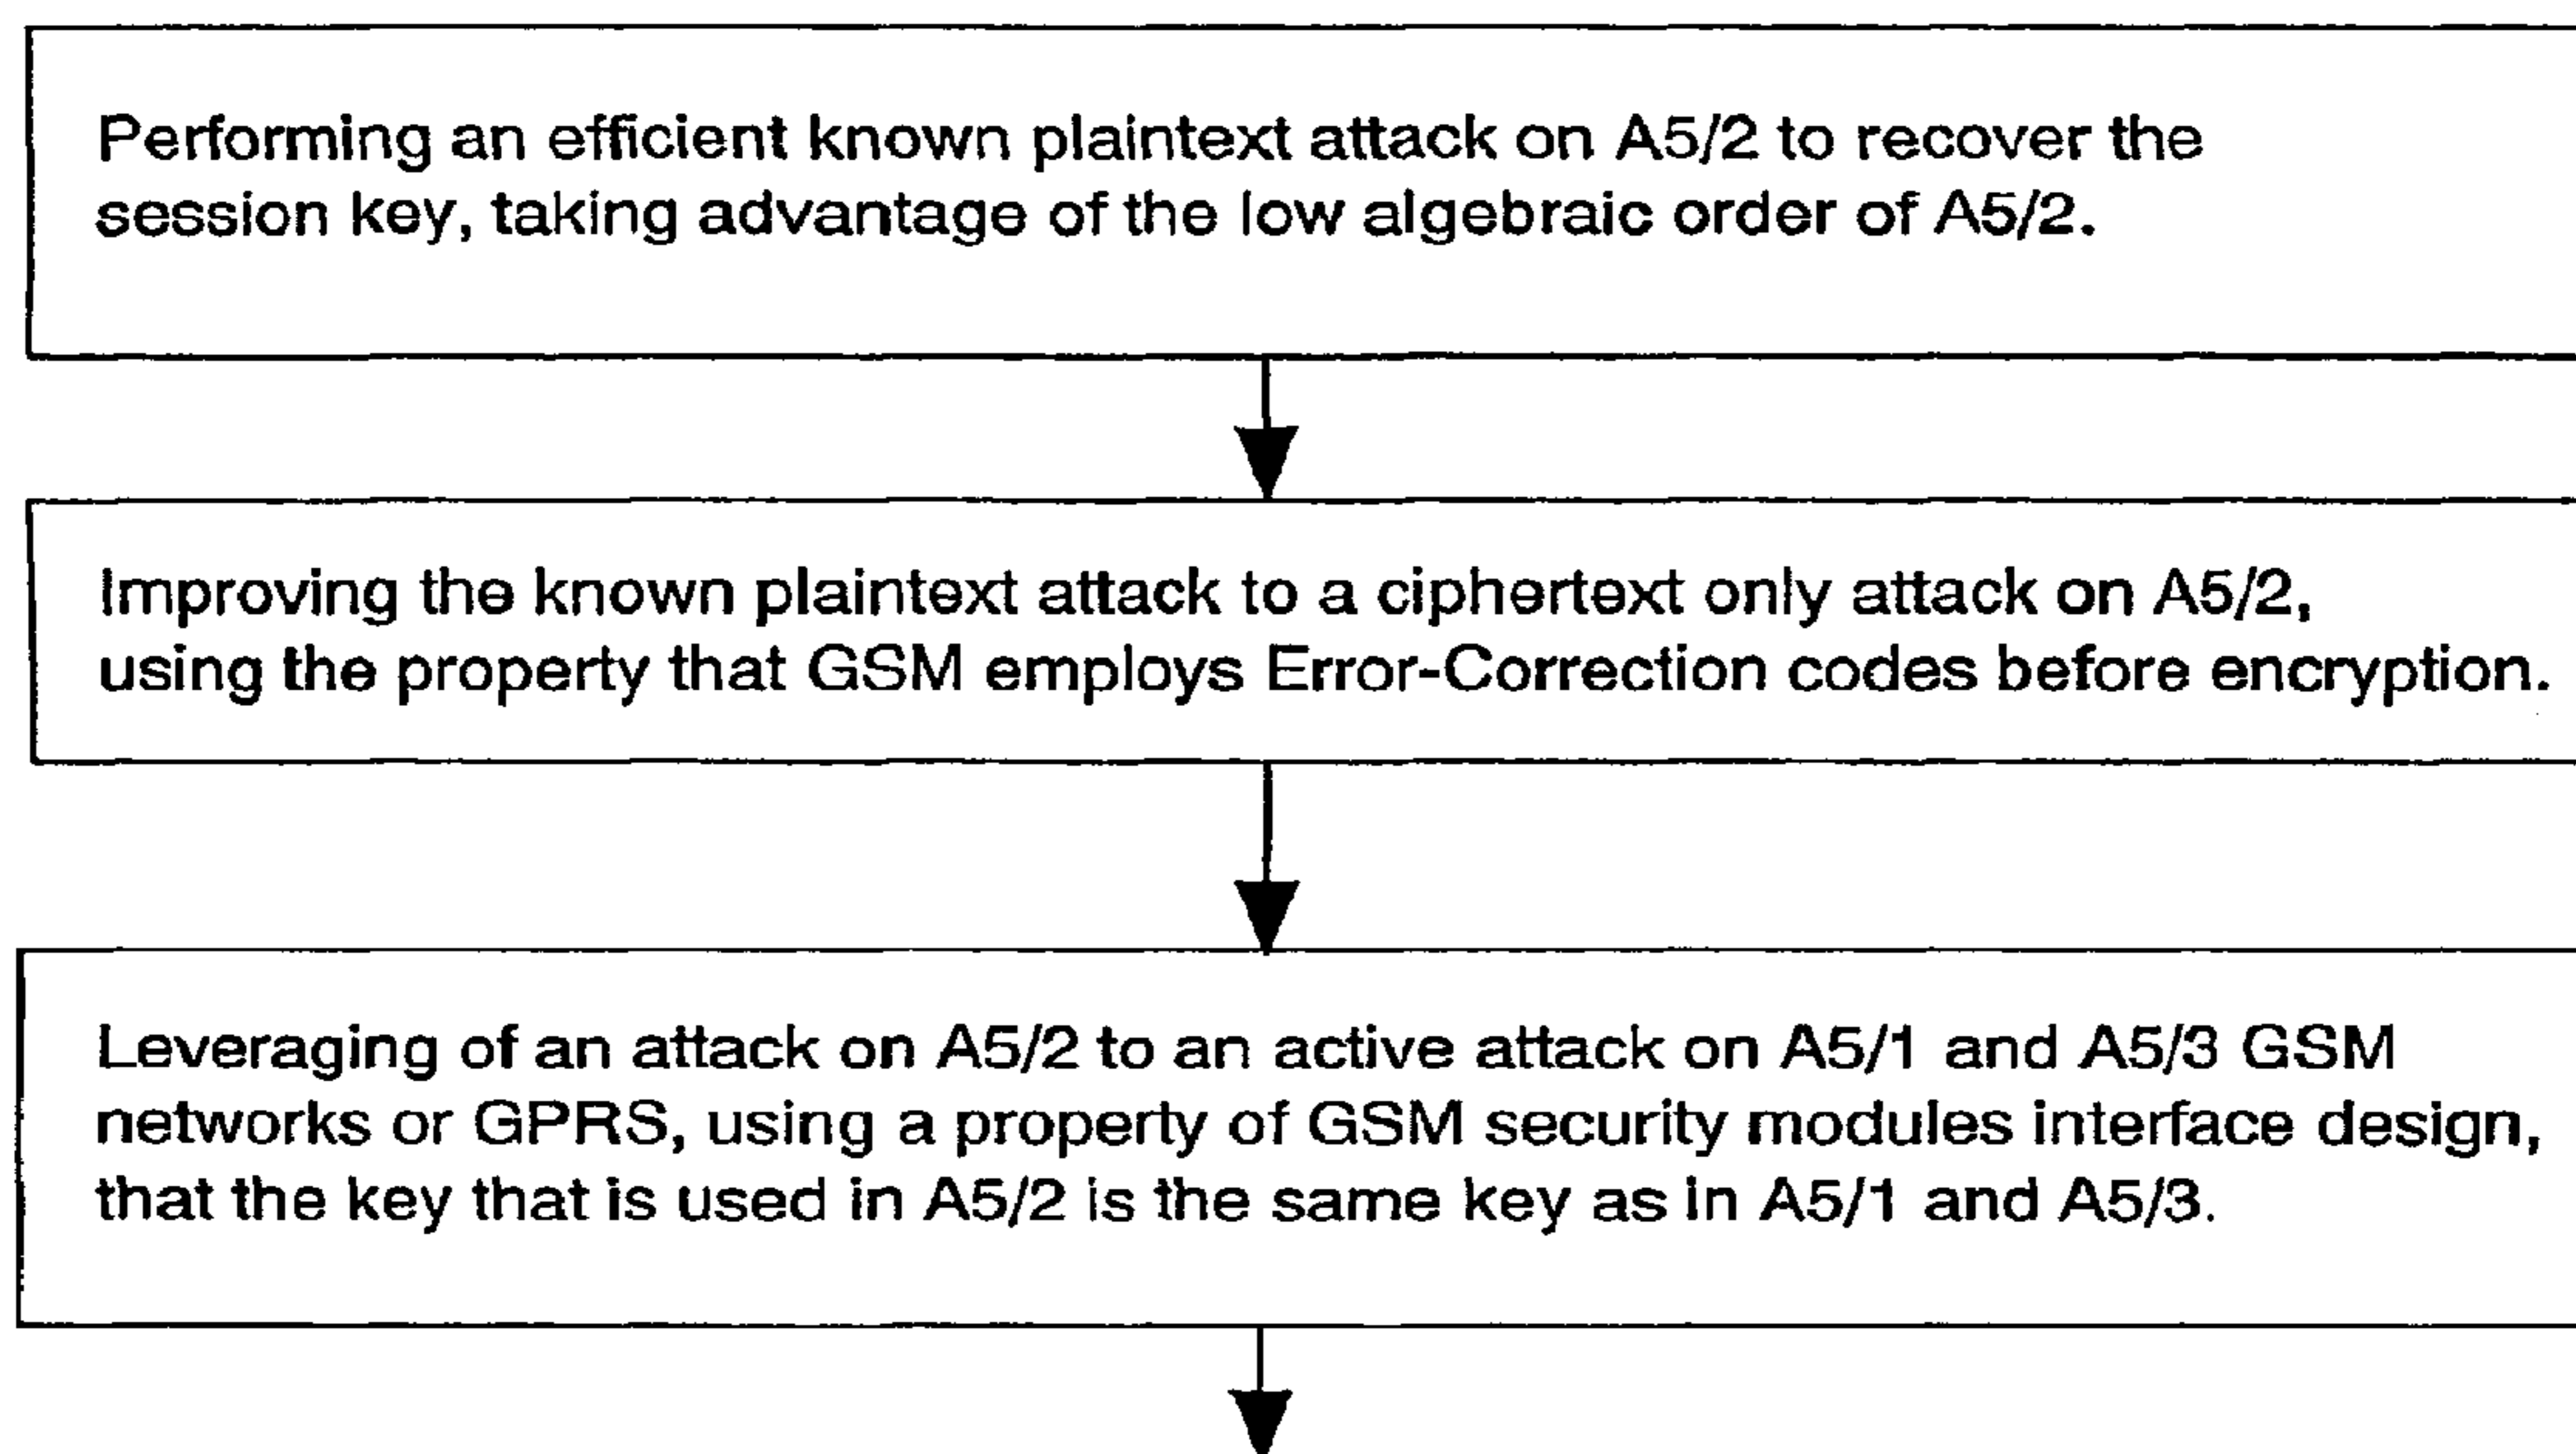 Performing an efficient known plaintext attack on A5/2 to recover the
session key, taking advantage of the low algebraic order of A5/2.
Improving the known plaintext attack to a ciphertext only attack on A5/2,
using the property that GSM employs Error-Correction codes before encryption.
Leveraging of an attack on A5/2 to an active attack on A5/1 and A5/3 GSM
networks or GPRS, using a property of GSM security modules interface design,
that the key that is used in A5/2 is the same key as in A5/1 and A5/3.